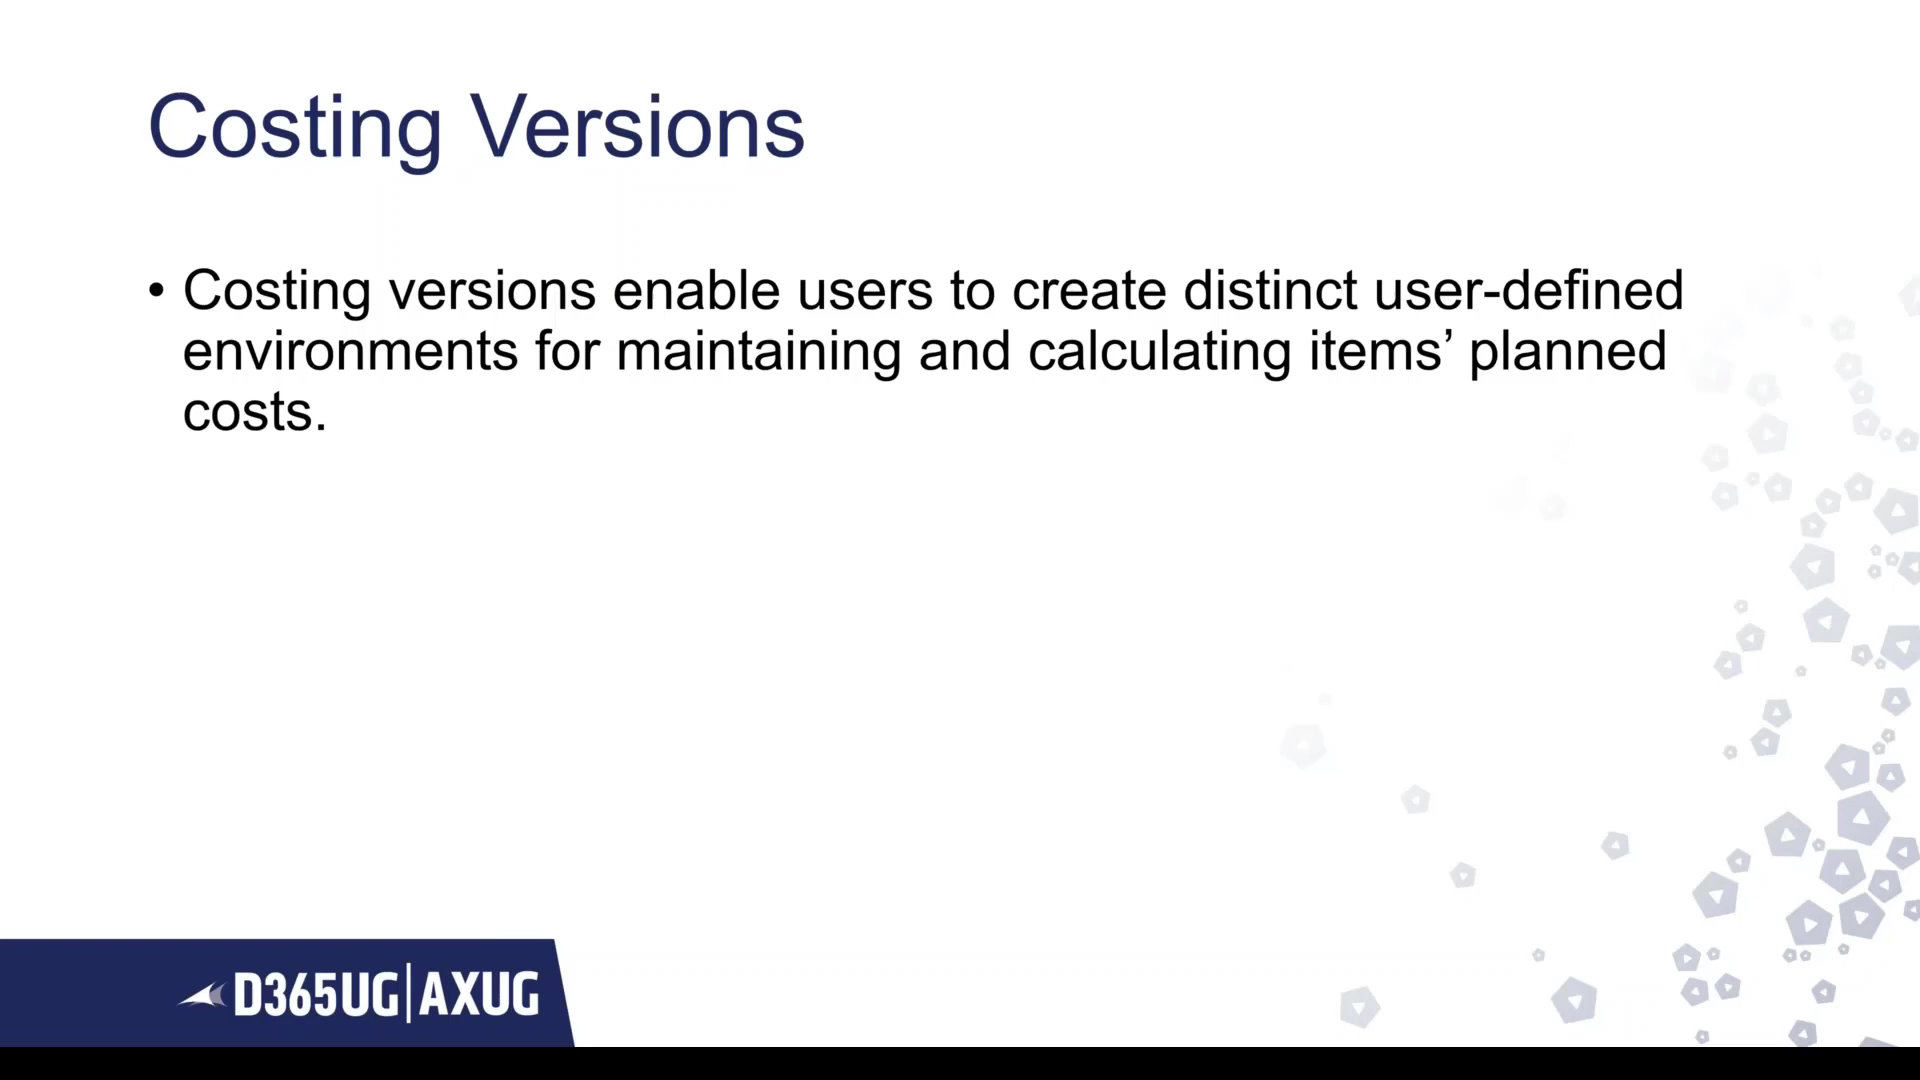 Costing Versions
• Costing versions enable users to create distinct user-defined
environments for maintaining and calculating items’ planned
costs.
D365UG|AXUG